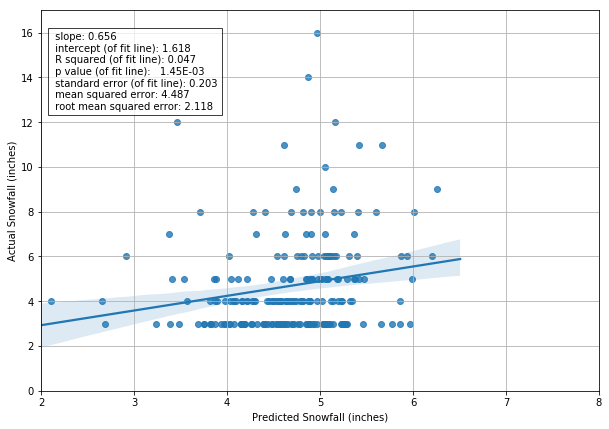 16
14
12
10
8
6
4
2
0
slope: 0.656
intercept (of fit line): 1.618
R squared (of fit line): 0.047
p value (of fit line): 1.45E-03
standard error (of fit line): 0.203
mean squared error: 4.487
root mean squared error: 2.118
Actual Snowfall (inches)
2 3 4 5 6 7 8
Predicted Snowfall (inches)